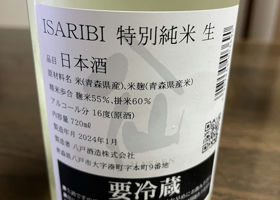 ISARIBI 特別純米 生
品目 日本酒
原材料名 米(青森県産)、米麹(青森県産米)
精米歩合 麹米55%、掛米60%
アルコール分 16度(原酒)
内容量 720ml
製造年月 2024年1月
製造者 八戸酒造株式会社
青森県八戸市大字湊町字本町9番地
要冷蔵